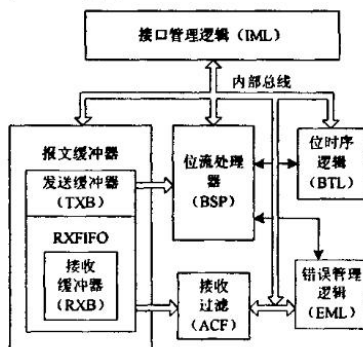 接口管理逻辑（IML）
内部总线
报文缓冲器
发送缓冲器
（TXB）
RXFIFO
接收
缓冲器
（RXB）
位流处理
器
（BSP）
位时序
逻辑
（BTL）
接收
过滤
（ACF）
错误管理
逻辑
（EML）